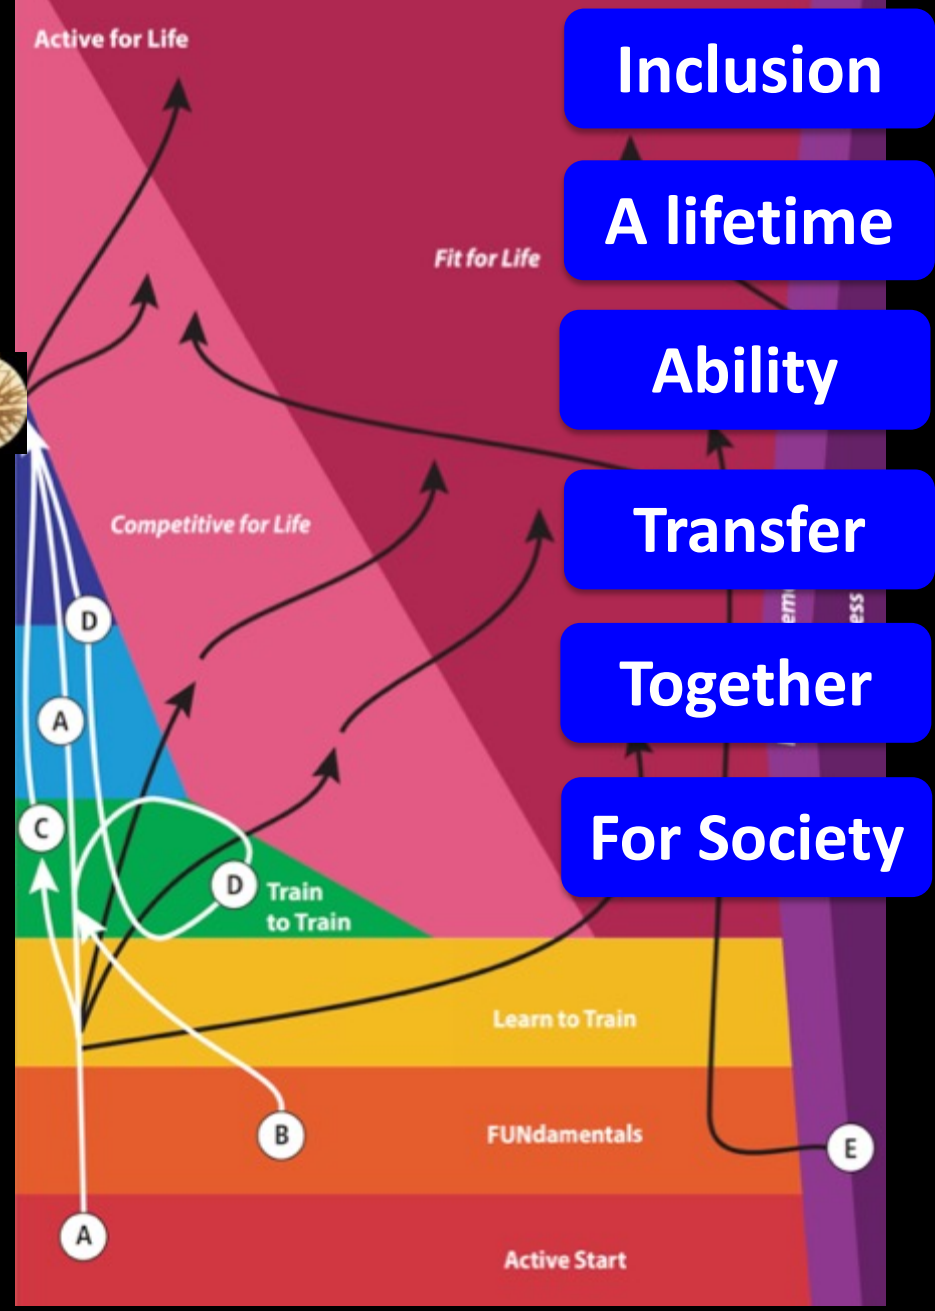 Active for Life
Inclusion
A lifetime
Fit for Life
Ability
Competitive for Life
Transfer
D
Together
A
C
For Society
D
Train
to Train
Learn to Train
B
FUNdamentals
E
A
Active Start